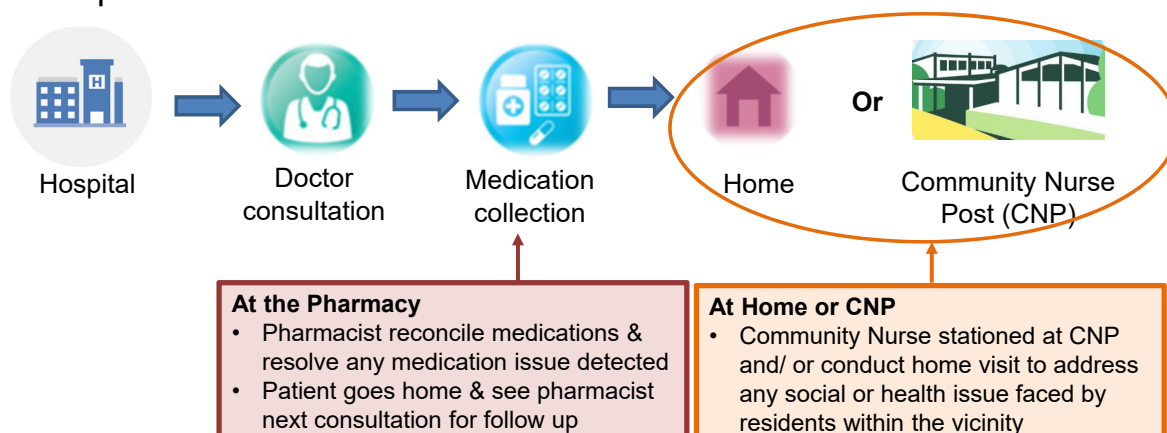 H
Hospital
Doctor
consultation
Medication
collection
Home
Or
Community Nurse
Post (CNP)
At the Pharmacy
• Pharmacist reconcile medications &
resolve any medication issue detected
• Patient goes home & see pharmacist
next consultation for follow up
At Home or CNP
• Community Nurse stationed at CNP
and/ or conduct home visit to address
any social or health issue faced by
residents within the vicinity